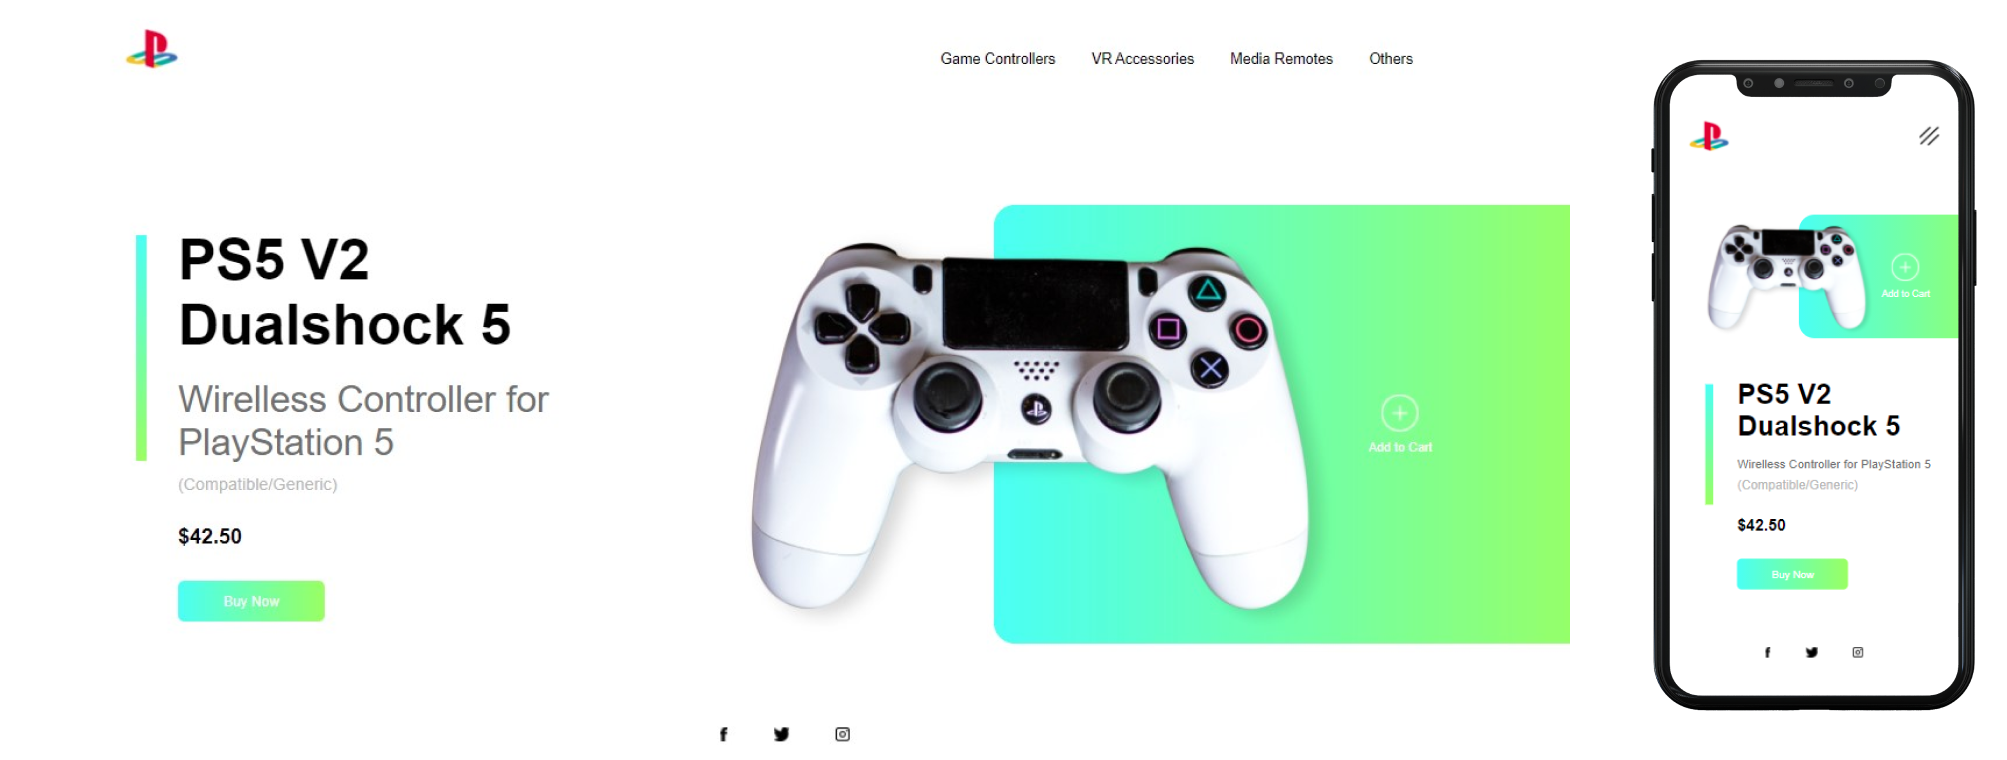 Game Controllers VR Accessories Media Remotes Others
PS5 V2
Dualshock 5
Wirelless Controller for
PlayStation 5
(Compatible/Generic)
$42.50
Buy Now
Add to Cart
Add to Cart
PS5 V2
Dualshock 5
Wirelless Controller for PlayStation 5
(Compatible/Generic)
$42.50
Buy Now